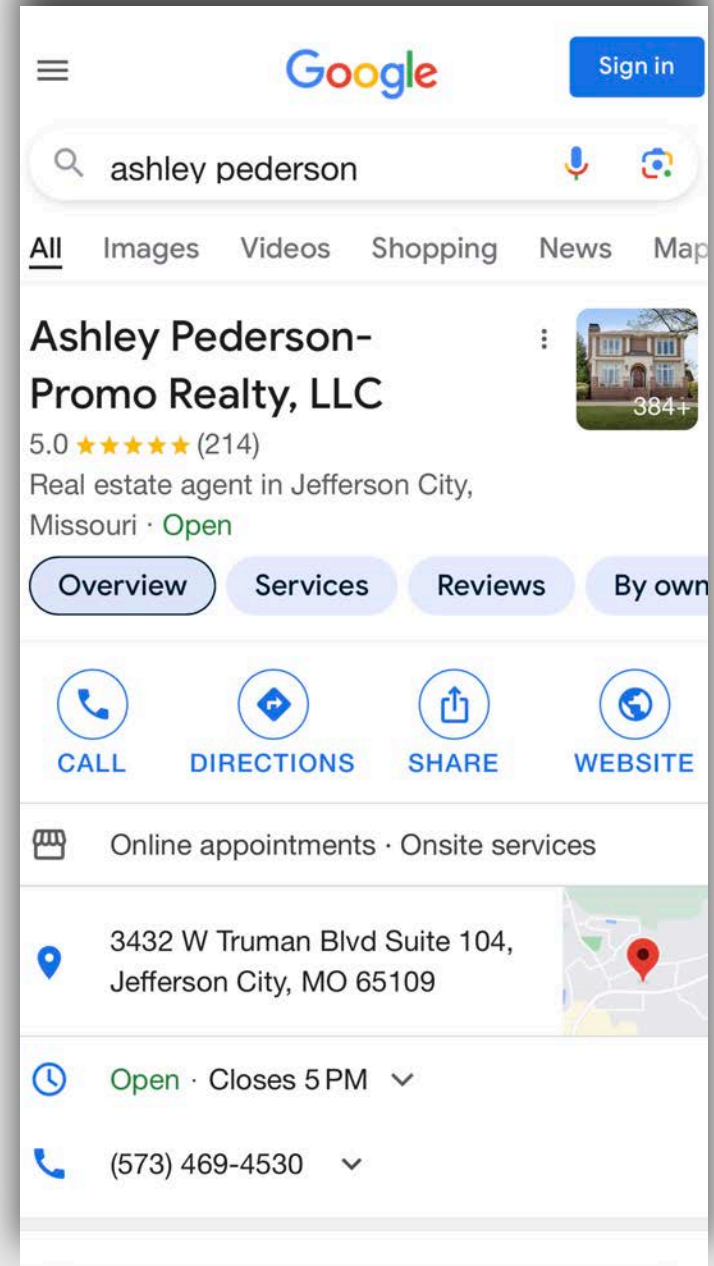 Google
Sign in
ashley pederson
All Images Videos Shopping News Map
Ashley Pederson-
Promo Realty, LLC
384+
5.0 ★★★★★ (214)
Real estate agent in Jefferson City,
Missouri · Open
Overview Services Reviews By own
CALL DIRECTIONS SHARE WEBSITE
Online appointments · Onsite services
3432 W Truman Blvd Suite 104,
Jefferson City, MO 65109
Open · Closes 5 PM
(573) 469-4530